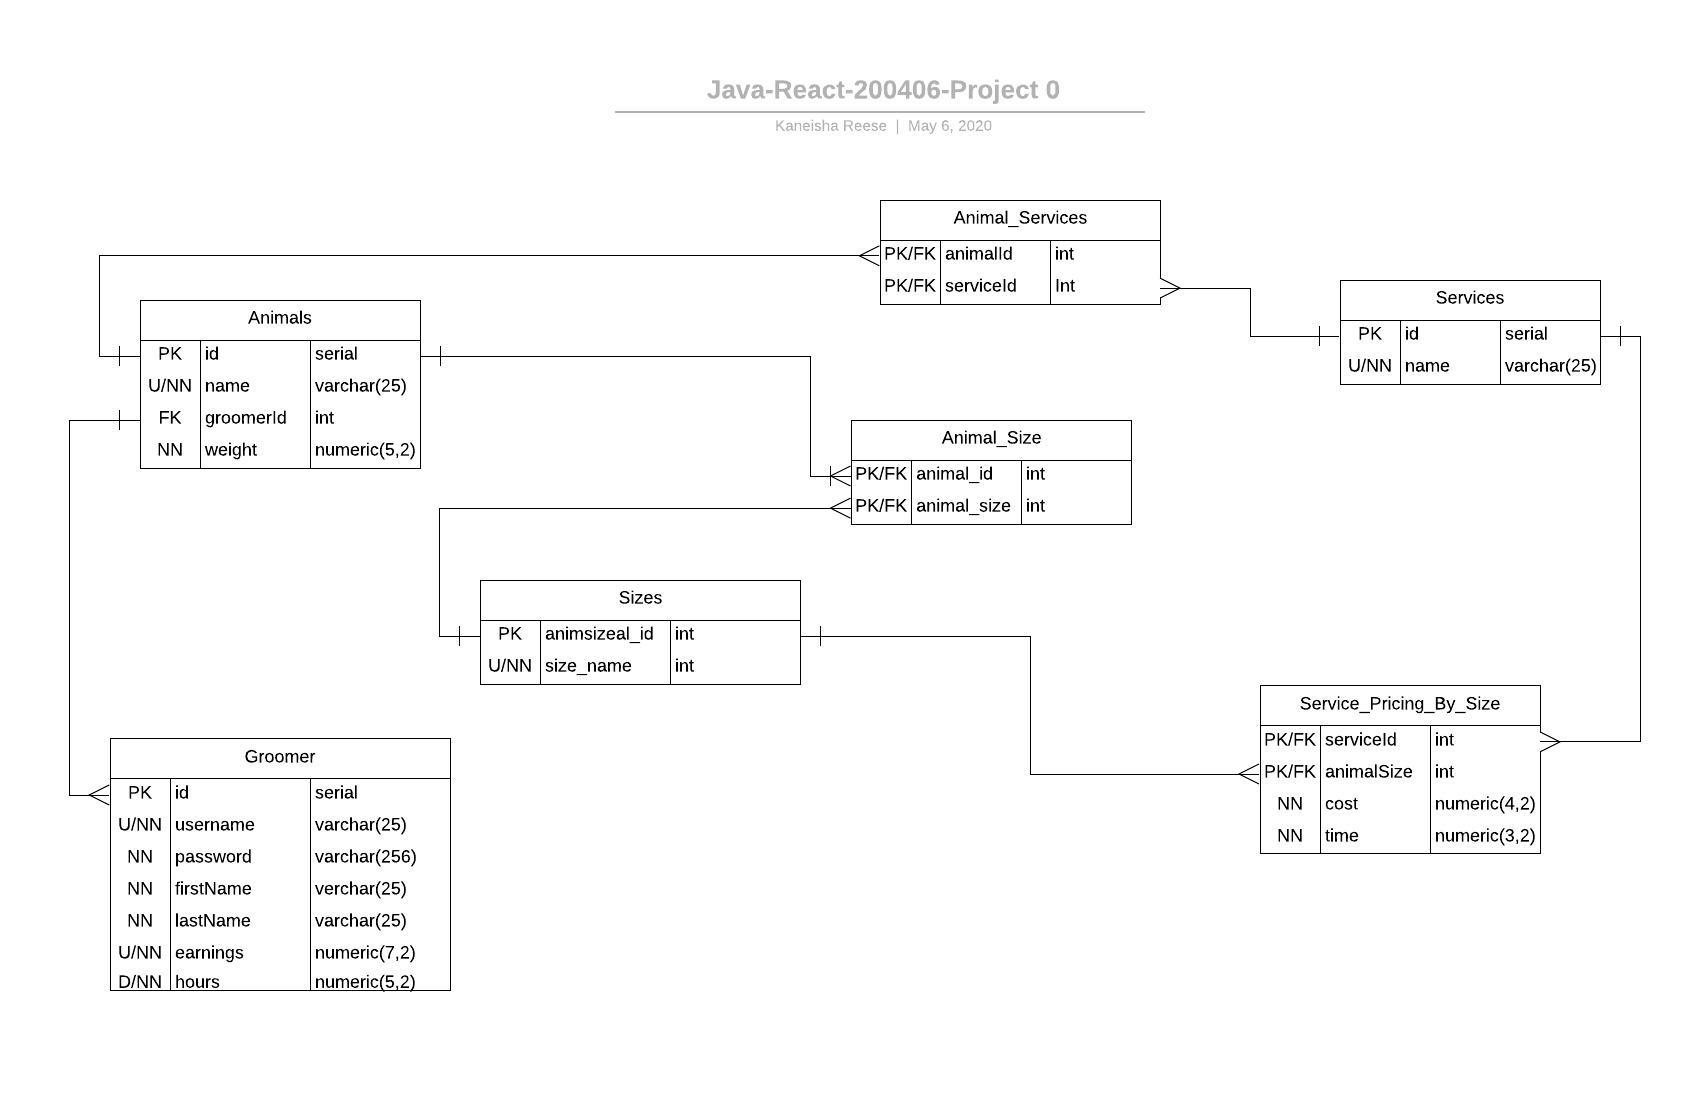 Java-React-200406-Project 0
Kaneisha Reese | May 6, 2020
Animal_Services
PK/FK animalId int
PK/FK serviceId Int
Services
PK id serial
U/NN name varchar(25)
Animals
PK id serial
U/NN name varchar(25)
FK groomerId int
NN weight numeric(5,2)
Animal_Size
PK/FK animal_id int
PK/FK animal_size int
Sizes
PK animsizeal_id int
U/NN size_name int
Service_Pricing_By_Size
PK/FK serviceId int
PK/FK animalSize int
NN cost numeric(4,2)
NN time numeric(3,2)
Groomer
PK id serial
U/NN username varchar(25)
NN password varchar(256)
NN firstName verchar(25)
NN lastName varchar(25)
U/NN earnings numeric(7,2)
D/NN hours numeric(5,2)